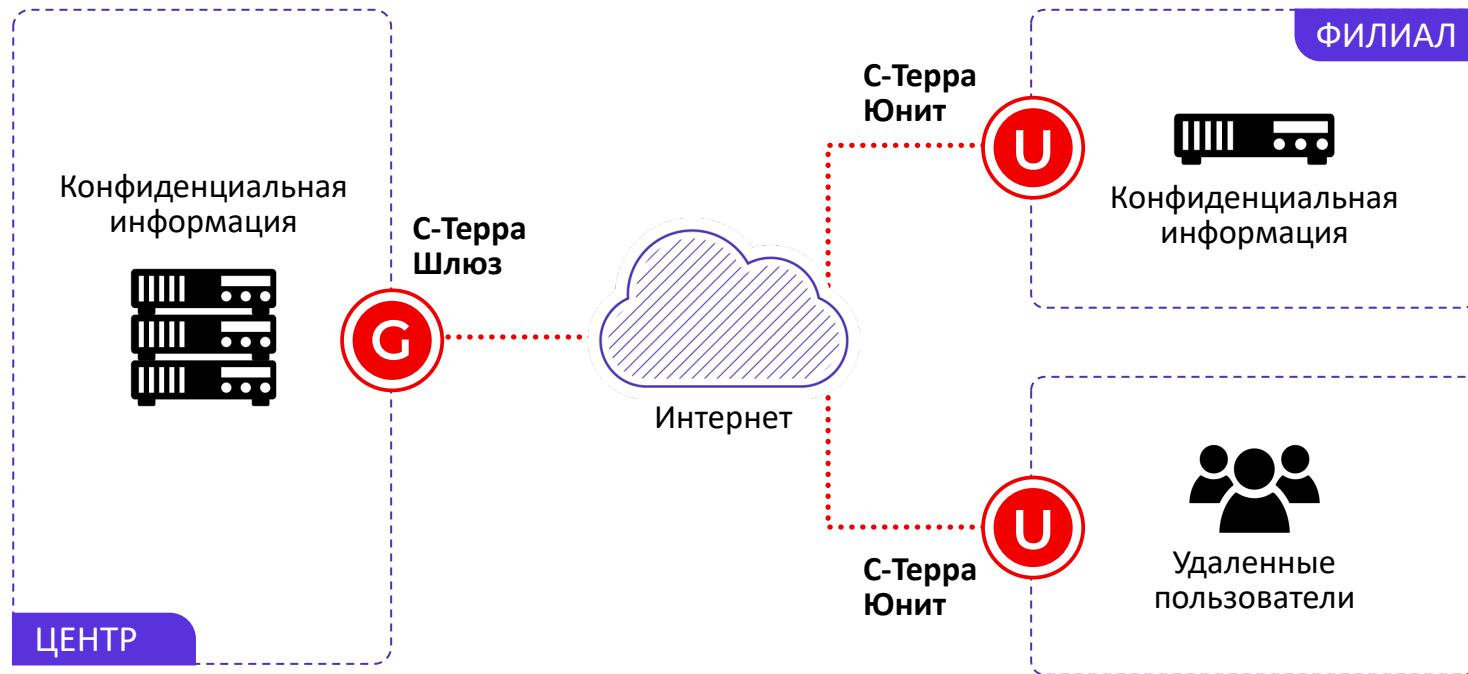 ФИЛИАЛ
С-Терра
Юнит
U
Конфиденциальная
информация
Конфиденциальная
информация
С-Терра
Шлюз
G
Интернет
U
С-Терра
Юнит
Удаленные
пользователи
ЦЕНТР